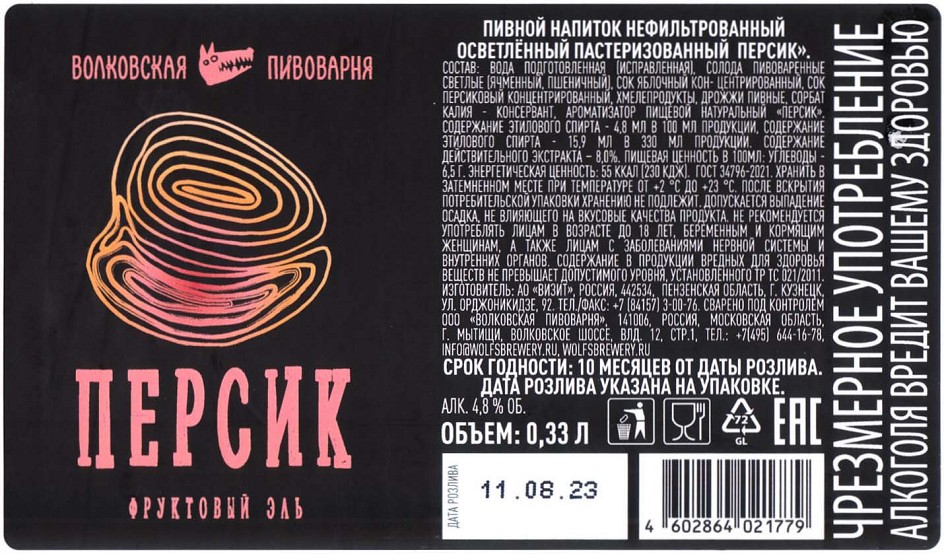 ВОЛКОВСКАЯ ПИВОВАРНЯ
ПЕРСИК
ФРУКТОВЫЙ ЭЛЬ
ПИВНОЙ НАПИТОК НЕФИЛЬТРОВАННЫЙ
ОСВЕТЛЁННЫЙ ПАСТЕРИЗОВАННЫЙ ПЕРСИК».
СОСТАВ: ВОДА ПОДГОТОВЛЕННАЯ (ИСПРАВЛЕННАЯ), СОЛОДА ПИВОВАРЕННЫЕ
СВЕТЛЫЕ (ЯЧМЕННЫЙ, ПШЕНИЧНЫЙ), СОК ЯБЛОЧНЫЙ КОН- ЦЕНТРИРОВАННЫЙ, СОК
ПЕРСИКОВЫЙ КОНЦЕНТРИРОВАННЫЙ, ХМЕЛЕПРОДУКТЫ, ДРОЖЖИ ПИВНЫЕ, СОРБАТ
КАЛИЯ - КОНСЕРВАНТ, АРОМАТИЗАТОР ПИЩЕВОЙ НАТУРАЛЬНЫЙ «ПЕРСИК».
СОДЕРЖАНИЕ ЭТИЛОВОГО СПИРТА - 4,8 МЛ В 100 МЛ ПРОДУКЦИИ, СОДЕРЖАНИЕ
ЭТИЛОВОГО СПИРТА - 15,9 МЛ В 330 МЛ ПРОДУКЦИИ. СОДЕРЖАНИЕ
ДЕЙСТВИТЕЛЬНОГО ЭКСТРАКТА – 8,0%. ПИЩЕВАЯ ЦЕННОСТЬ В 100МЛ: УГЛЕВОДЫ -
6,5 Г. ЭНЕРГЕТИЧЕСКАЯ ЦЕННОСТЬ: 55 ККАЛ (230 КДЖ). ГОСТ 34796-2021. ХРАНИТЬ В
ЗАТЕМНЕННОМ МЕСТЕ ПРИ ТЕМПЕРАТУРЕ ОТ +2 °С ДО +23 °С. ПОСЛЕ ВСКРЫТИЯ
ПОТРЕБИТЕЛЬСКОЙ УПАКОВКИ ХРАНЕНИЮ НЕ ПОДЛЕЖИТ. ДОПУСКАЕТСЯ ВЫПАДЕНИЕ
ОСАДКА, НЕ ВЛИЯЮЩЕГО НА ВКУСОВЫЕ КАЧЕСТВА ПРОДУКТА. НЕ РЕКОМЕНДУЕТСЯ
УПОТРЕБЛЯТЬ ЛИЦАМ В ВОЗРАСТЕ ДО 18 ЛЕТ, БЕРЕМЕННЫМ И КОРМЯЩИМ
ЖЕНЩИНАМ, А ТАКЖЕ ЛИЦАМ С ЗАБОЛЕВАНИЯМИ НЕРВНОЙ СИСТЕМЫ И
ВНУТРЕННИХ ОРГАНОВ. СОДЕРЖАНИЕ В ПРОДУКЦИИ ВРЕДНЫХ ДЛЯ ЗДОРОВЬЯ
ВЕЩЕСТВ НЕ ПРЕВЫШАЕТ ДОПУСТИМОГО УРОВНЯ, УСТАНОВЛЕННОГО ТР ТС 021/2011.
ИЗГОТОВИТЕЛЬ: АО «ВИЗИТ», РОССИЯ, 442534, ПЕНЗЕНСКАЯ ОБЛАСТЬ, Г. КУЗНЕЦК,
УЛ. ОРДЖОНИКИДЗЕ, 92. ТЕЛ./ФАКС: +7 (84157) 3-00-76. СВАРЕНО ПОД КОНТРОЛЕМ
ООО «ВОЛКОВСКАЯ ПИВОВАРНЯ», 141006, РОССИЯ, МОСКОВСКАЯ ОБЛАСТЬ,
Г. МЫТИЩИ, ВОЛКОВСКОЕ ШОССЕ, ВЛД. 12, СТР.1, ТЕЛ.: +7(495) 644-16-78,
INFO@WOLFSBREWERY.RU, WOLFSBREWERY.RU
СРОК ГОДНОСТИ: 10 МЕСЯЦЕВ ОТ ДАТЫ РОЗЛИВА.
ДАТА РОЗЛИВА УКАЗАНА НА УПАКОВКЕ.
АЛК. 4,8 % ОБ.
ОБЪЕМ: 0,33 Л
72
GL
EAC
ДАТА РОЗЛИВА
11.08.23
4 602864 021779
ЧРЕЗМЕРНОЕ УПОТРЕБЛЕНИЕ
АЛКОГОЛЯ ВРЕДИТ ВАШЕМУ ЗДОРОВЬЮ